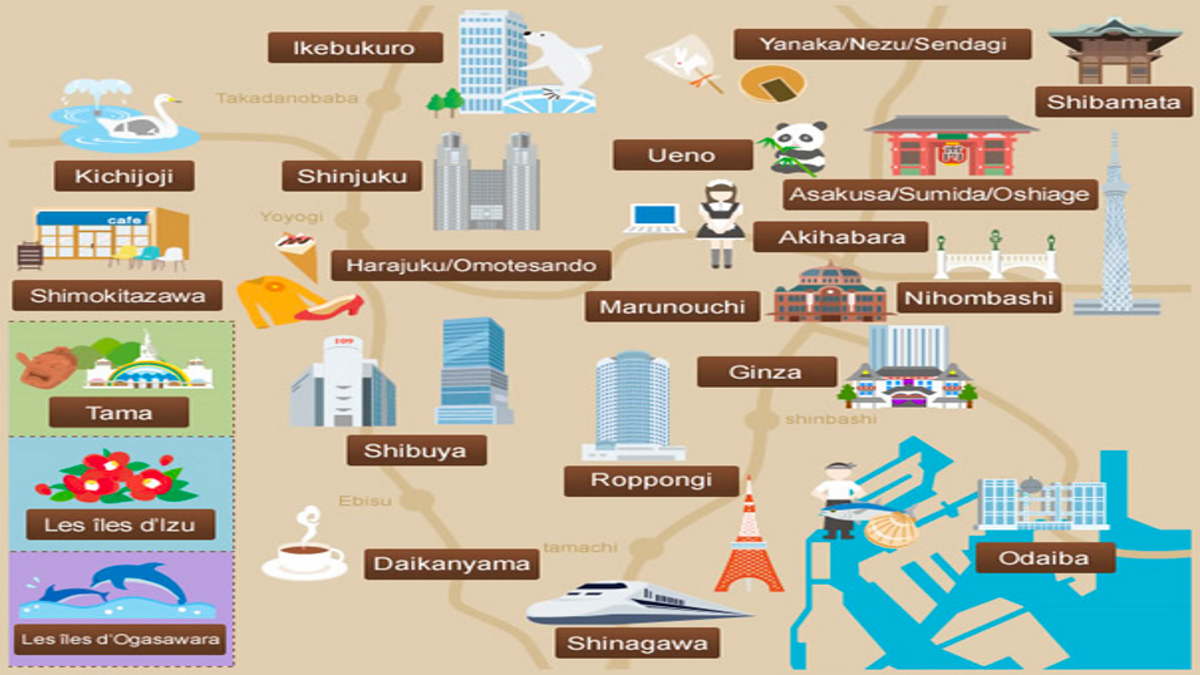 Ikebukuro
Yanaka/Nezu/Sendagi
Takadanobaba
Shibamata
Kichijoji
Shinjuku
Ueno
Asakusa/Sumida/Oshiage
cafe
Yoyogi
Akihabara
Harajuku/Omotesando
Shimokitazawa
Marunouchi
Nihombashi
109
Tama
Ginza
shinbashi
Shibuya
Roppongi
Les îles d'Izu
Ebisu
Daikanyama
tamachi
Odaiba
Les îles d'Ogasawara
Shinagawa